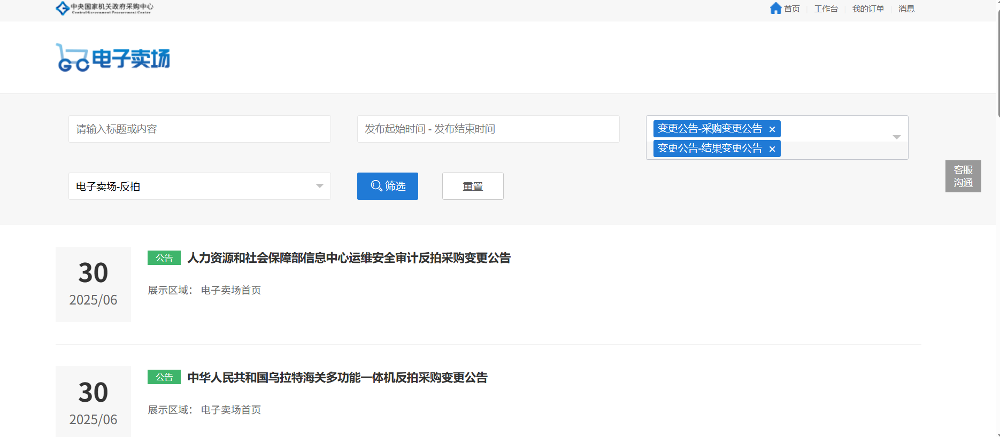 中央国家机关政府采购中心
Central Government Procurement Center
首页 工作台 我的订单 消息
GC电子卖场
请输入标题或内容
发布起始时间 - 发布结束时间
变更公告-采购变更公告 ×
变更公告-结果变更公告 ×
客服
沟通
电子卖场-反拍
筛选
重置
30
2025/06
公告 人力资源和社会保障部信息中心运维安全审计反拍采购变更公告
展示区域： 电子卖场首页
30
2025/06
公告 中华人民共和国乌拉特海关多功能一体机反拍采购变更公告
展示区域： 电子卖场首页